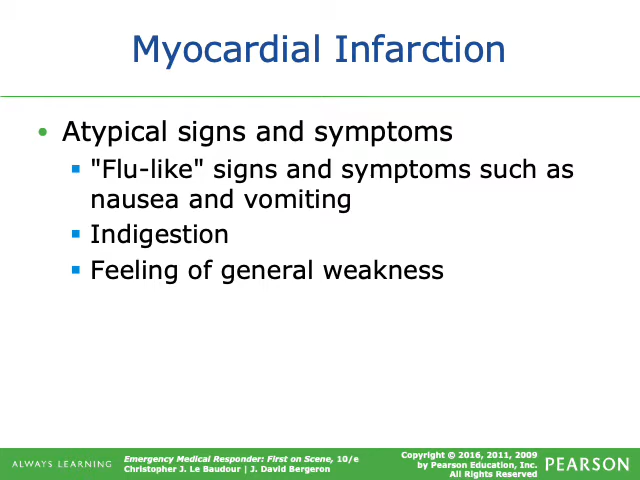 Myocardial Infarction
• Atypical signs and symptoms
▪ "Flu-like" signs and symptoms such as
nausea and vomiting
▪ Indigestion
▪ Feeling of general weakness
ALWAYS LEARNING
Emergency Medical Responder: First on Scene, 10/e
Christopher J. Le Baudour | J. David Bergeron
Copyright © 2016, 2011, 2009
by Pearson Education, Inc.
All Rights Reserved
PEARSON